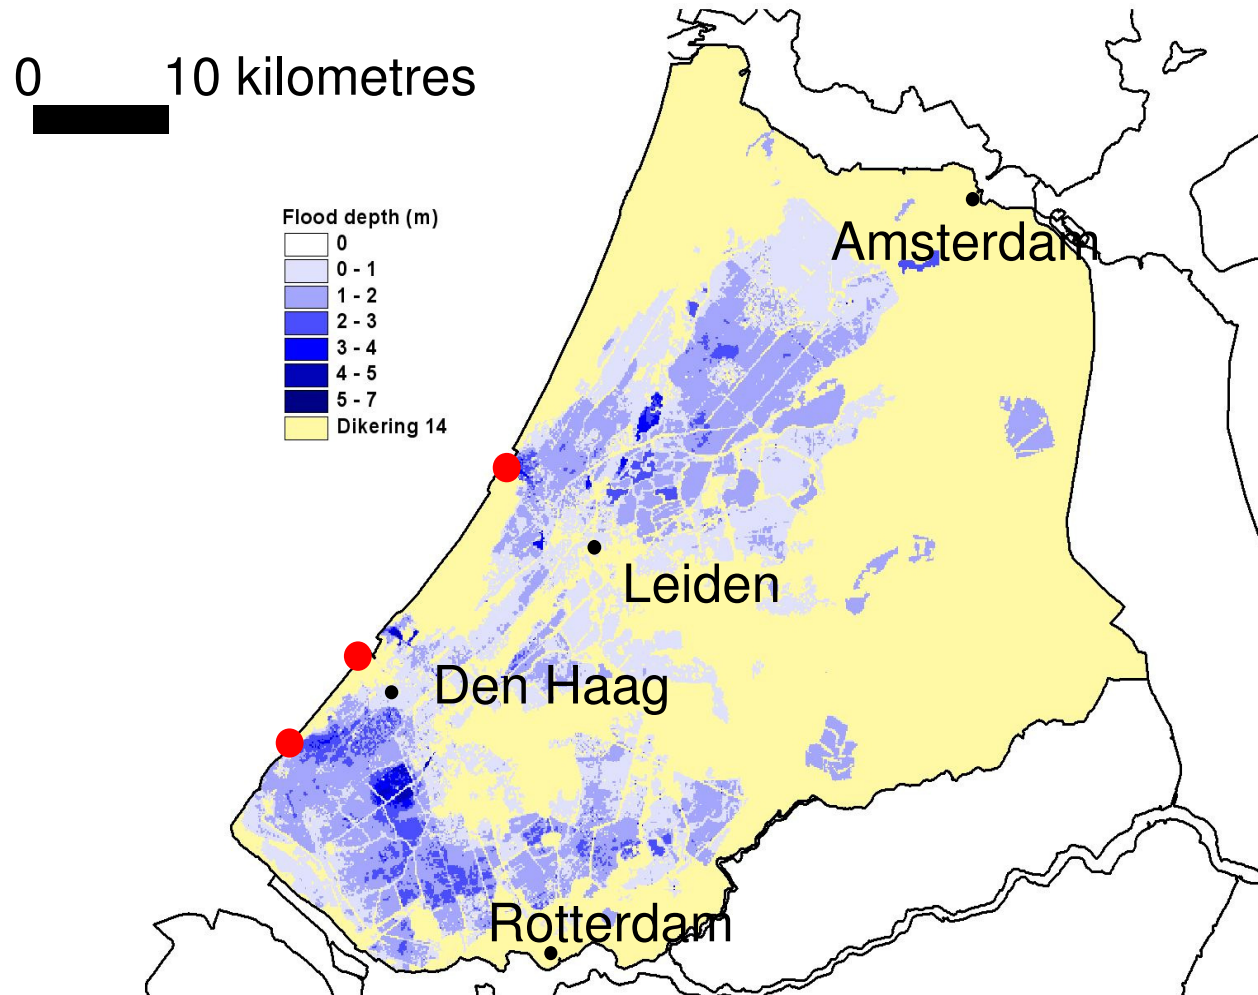 0 10 kilometres
Flood depth (m)
0
0 - 1
1 - 2
2 - 3
3 - 4
4 - 5
5 - 7
Dikering 14
Amsterdam
Leiden
Den Haag
Rotterdam